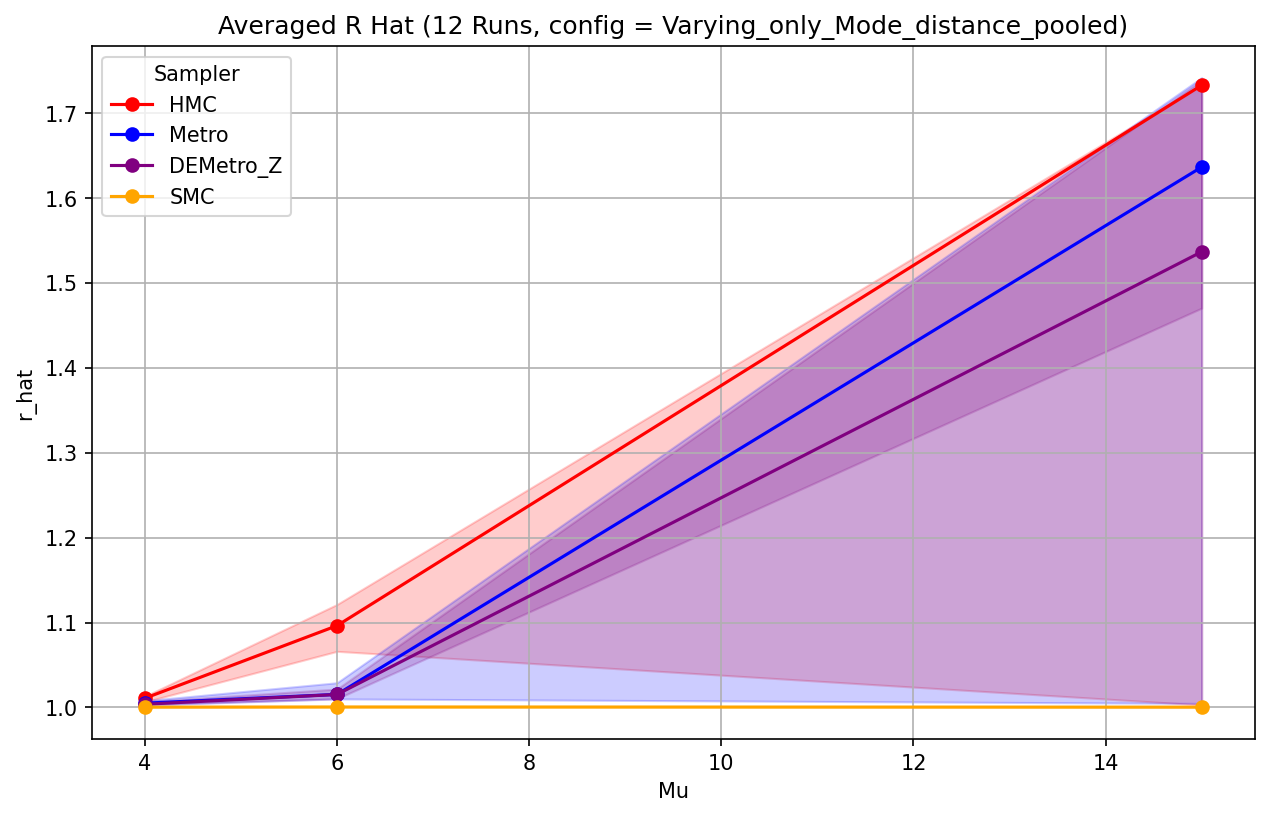 Averaged R Hat (12 Runs, config = Varying_only_Mode_distance_pooled)
Sampler
HMC
Metro
DEMetro_Z
SMC
r_hat
1.7
1.6
1.5
1.4
1.3
1.2
1.1
1.0
4 6 8 10 12 14
Mu